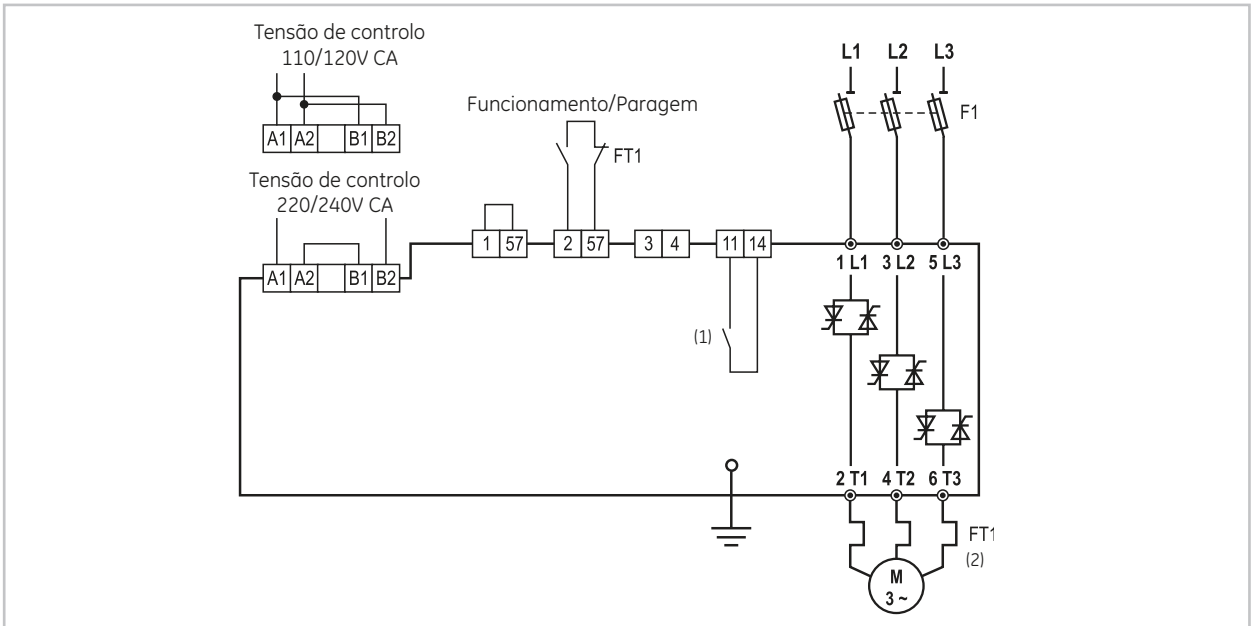 Tensão de controlo
110/120V CA
A1 A2 B1 B2
Tensão de controlo
220/240V CA
A1 A2 B1 B2
Funcionamento/Paragem
FT1
1 57 2 57 3 4 11 14
(1)
L1 L2 L3
F1
1 L1 3 L2 5 L3
2 T1 4 T2 6 T3
FT1
(2)
M
3 ~